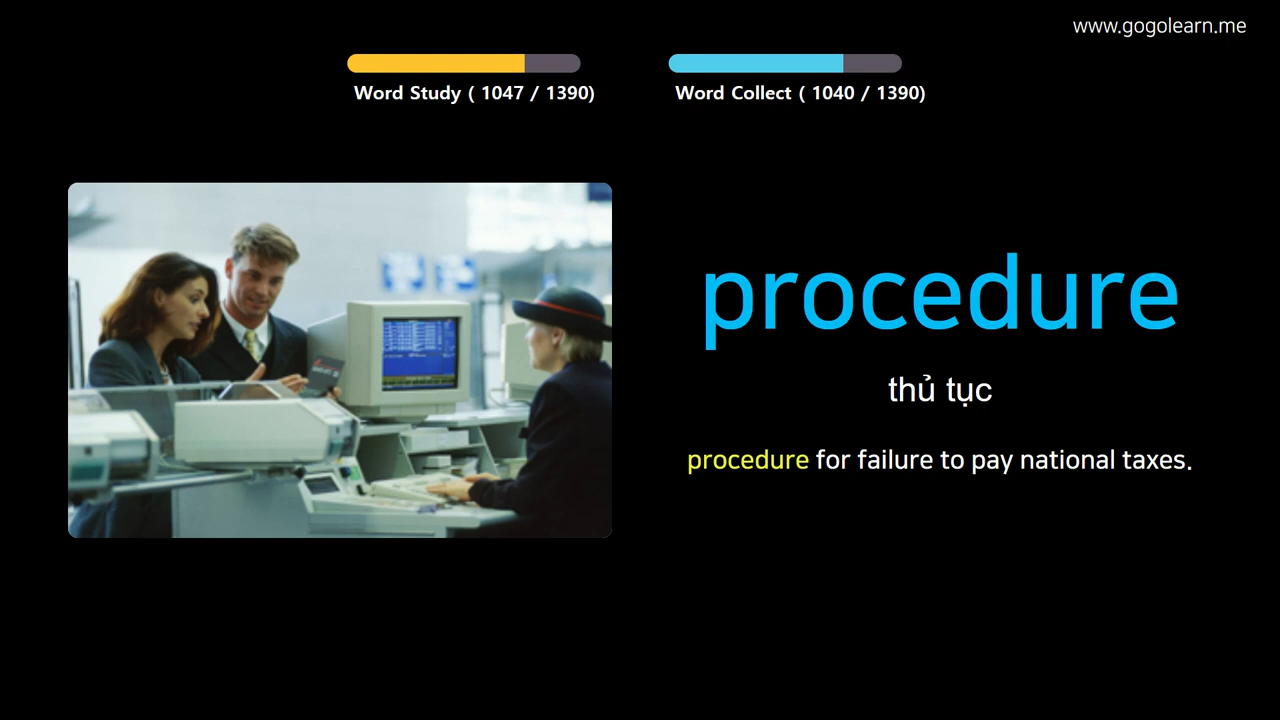 www.gogolearn.me
Word Study ( 1047 / 1390)
Word Collect ( 1040 / 1390)
procedure
thủ tục
procedure for failure to pay national taxes.